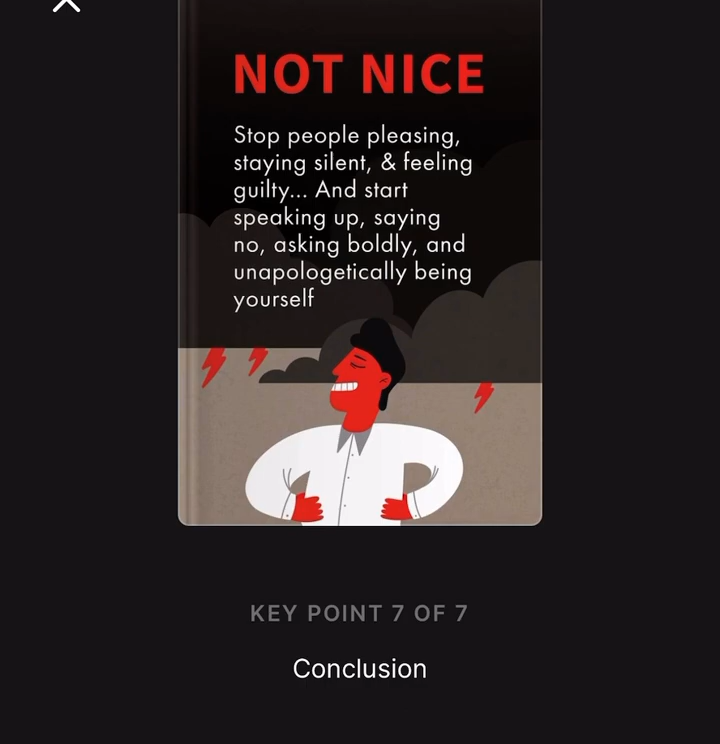 NOT NICE
Stop people pleasing,
staying silent, & feeling
guilty... And start
speaking up, saying
no, asking boldly, and
unapologetically being
yourself
KEY POINT 7 OF 7
Conclusion